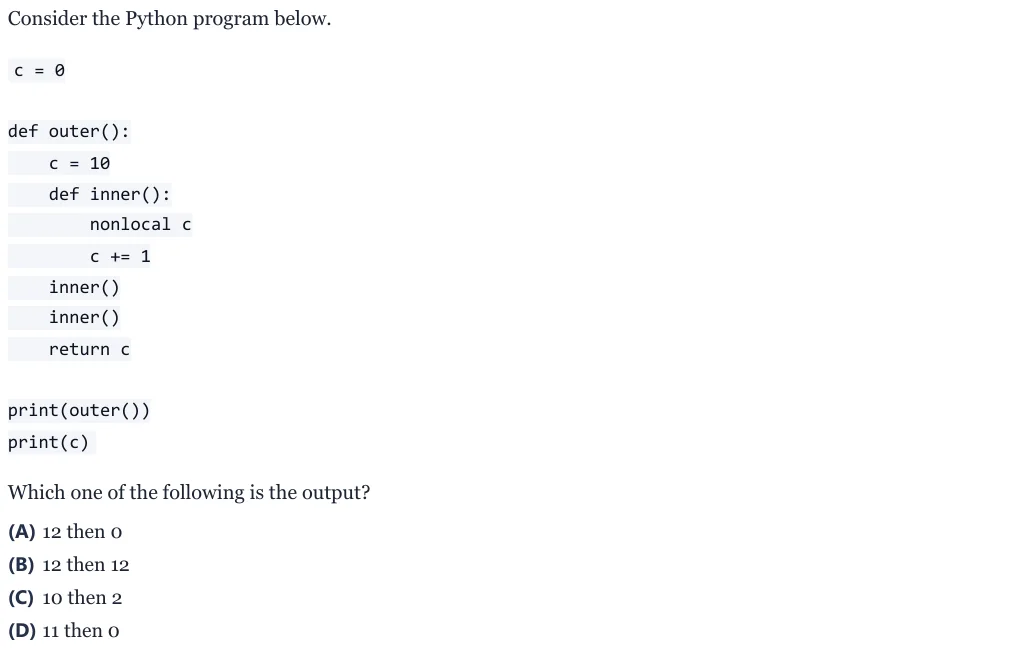 Consider the Python program below.
c = 0
def outer():
    c = 10
    def inner():
        nonlocal c
        c += 1
    inner()
    inner()
    return c
print(outer())
print(c)
Which one of the following is the output?
(A) 12 then 0
(B) 12 then 12
(C) 10 then 2
(D) 11 then 0